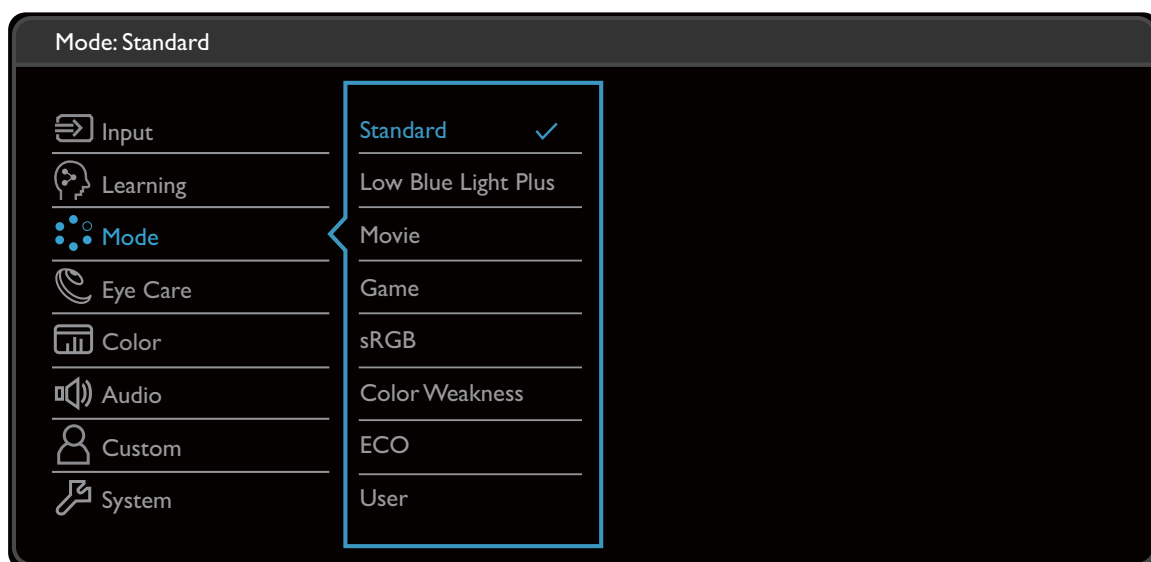 Mode: Standard
Input
Learning
Mode
Eye Care
Color
Audio
Custom
System
Standard
Low Blue Light Plus
Movie
Game
sRGB
Color Weakness
ECO
User